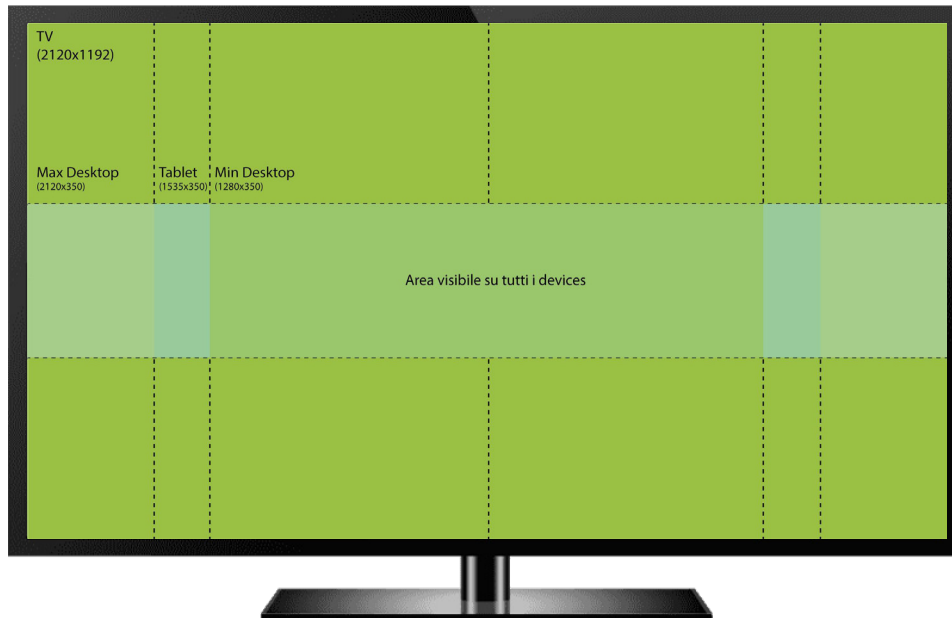 TV
(2120x1192)
Max Desktop
(2120x350)
Tablet
(1535x350)
Min Desktop
(1280x350)
Area visibile su tutti i devices